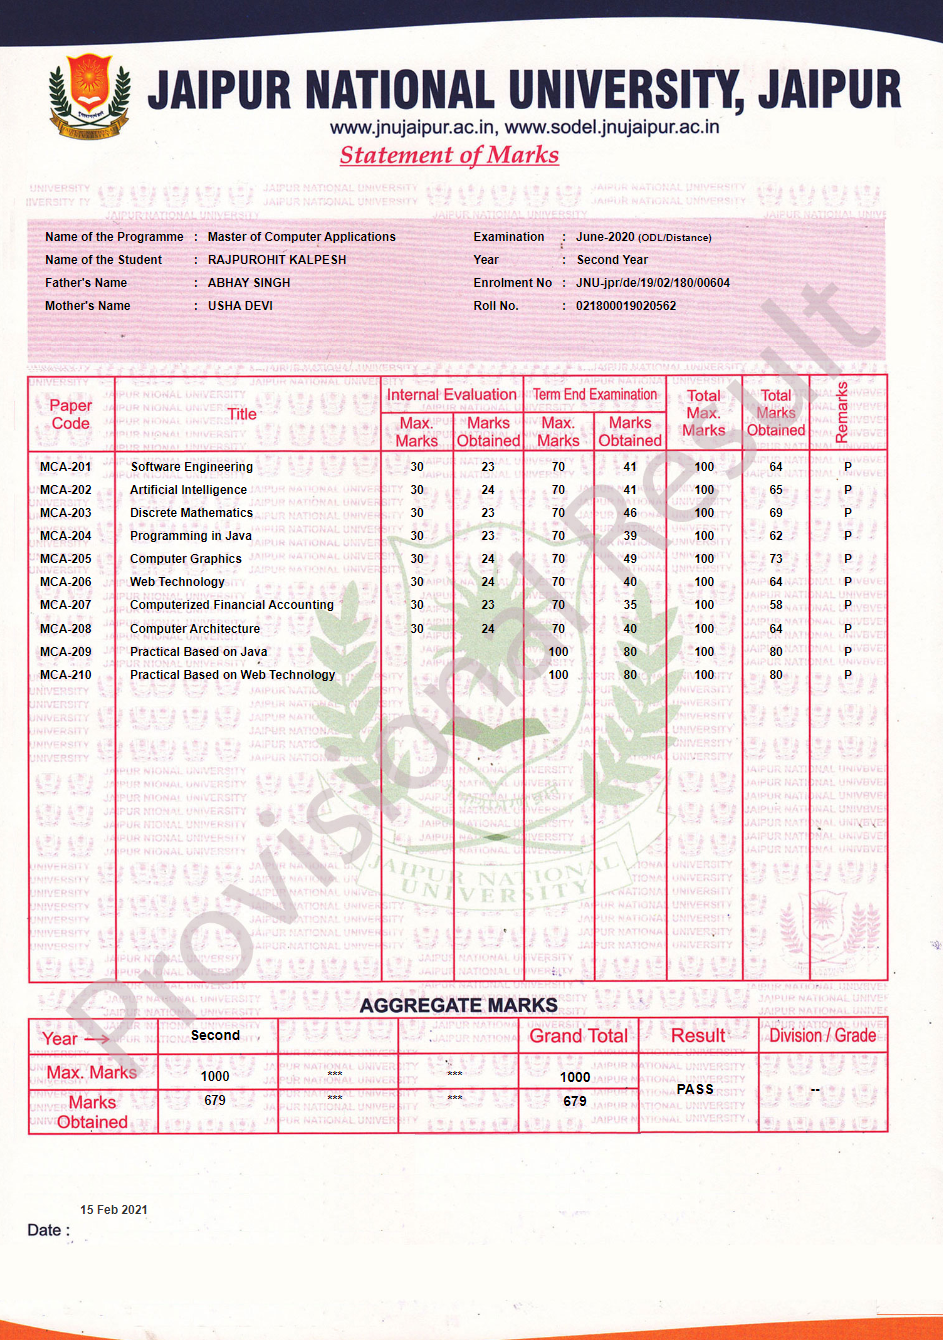 JAIPUR NATIONAL UNIVERSITY, JAIPUR
www.jnujaipur.ac.in, www.sodel.jnujaipur.ac.in
Statement of Marks
Name of the Programme : Master of Computer Applications Examination : June-2020 (ODL/Distance)
Name of the Student : RAJPUROHIT KALPESH Year : Second Year
Father's Name : ABHAY SINGH Enrolment No : JNU-jpr/de/19/02/180/00604
Mother's Name : USHA DEVI Roll No. : 021800019020562
Paper Code Title Internal Evaluation Term End Examination Total Max. Marks Total Marks Obtained Remarks
Max. Marks Marks Obtained Max. Marks Marks Obtained
MCA-201 Software Engineering 30 23 70 41 100 64 P
MCA-202 Artificial Intelligence 30 24 70 41 100 65 P
MCA-203 Discrete Mathematics 30 23 70 46 100 69 P
MCA-204 Programming in Java 30 23 70 39 100 62 P
MCA-205 Computer Graphics 30 24 70 49 100 73 P
MCA-206 Web Technology 30 24 70 40 100 64 P
MCA-207 Computerized Financial Accounting 30 23 70 35 100 58 P
MCA-208 Computer Architecture 30 24 70 40 100 64 P
MCA-209 Practical Based on Java 100 80 100 80 P
MCA-210 Practical Based on Web Technology 100 80 100 80 P
Provisional Result
JAIPUR NATIONAL
UNIVERSITY
AGGREGATE MARKS
Year → Second Grand Total Result Division / Grade
Max. Marks 1000 *** *** 1000 PASS --
Marks Obtained 679 *** *** 679
15 Feb 2021
Date :